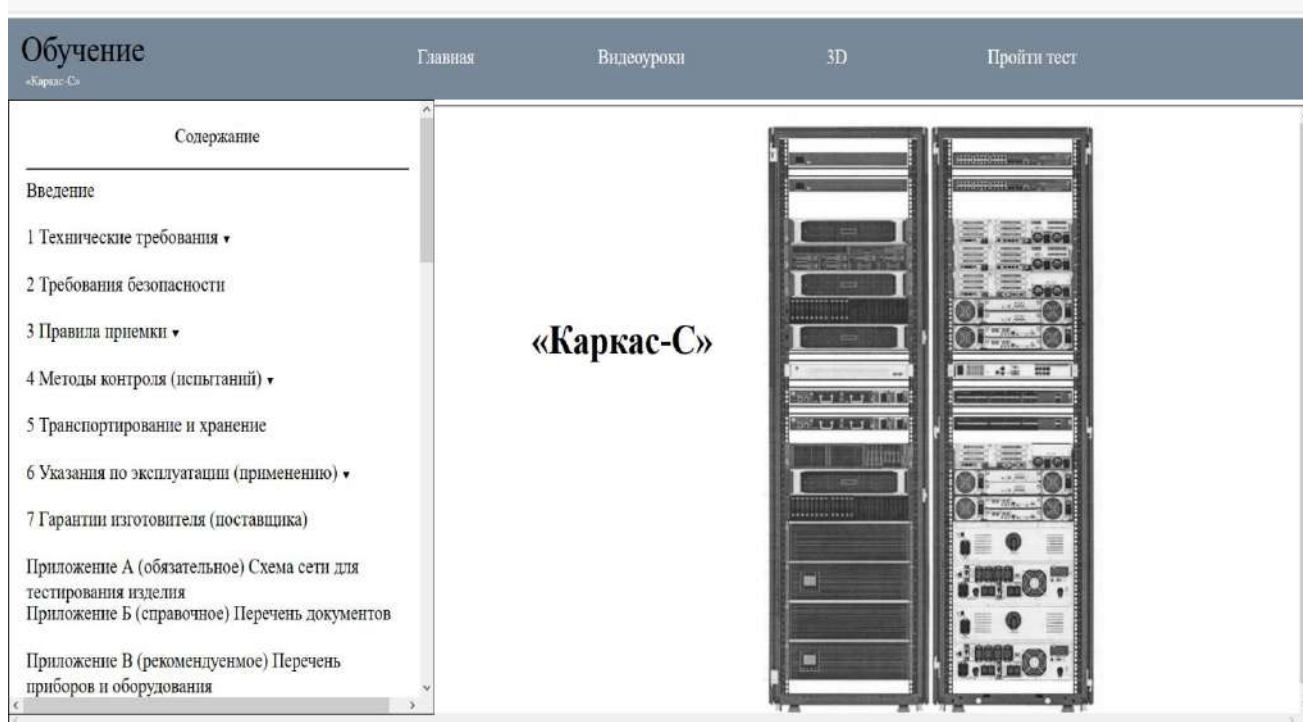 Обучение
«Каркас-С»
Главная
Видеоуроки
3D
Пройти тест
Содержание
Введение
1 Технические требования ▾
2 Требования безопасности
3 Правила приемки ▾
4 Методы контроля (испытаний) ▾
5 Транспортирование и хранение
6 Указания по эксплуатации (применению) ▾
7 Гарантии изготовителя (поставщика)
Приложение А (обязательное) Схема сети для
тестирования изделия
Приложение Б (справочное) Перечень документов
Приложение В (рекомендуенмое) Перечень
приборов и оборудования
«Каркас-С»